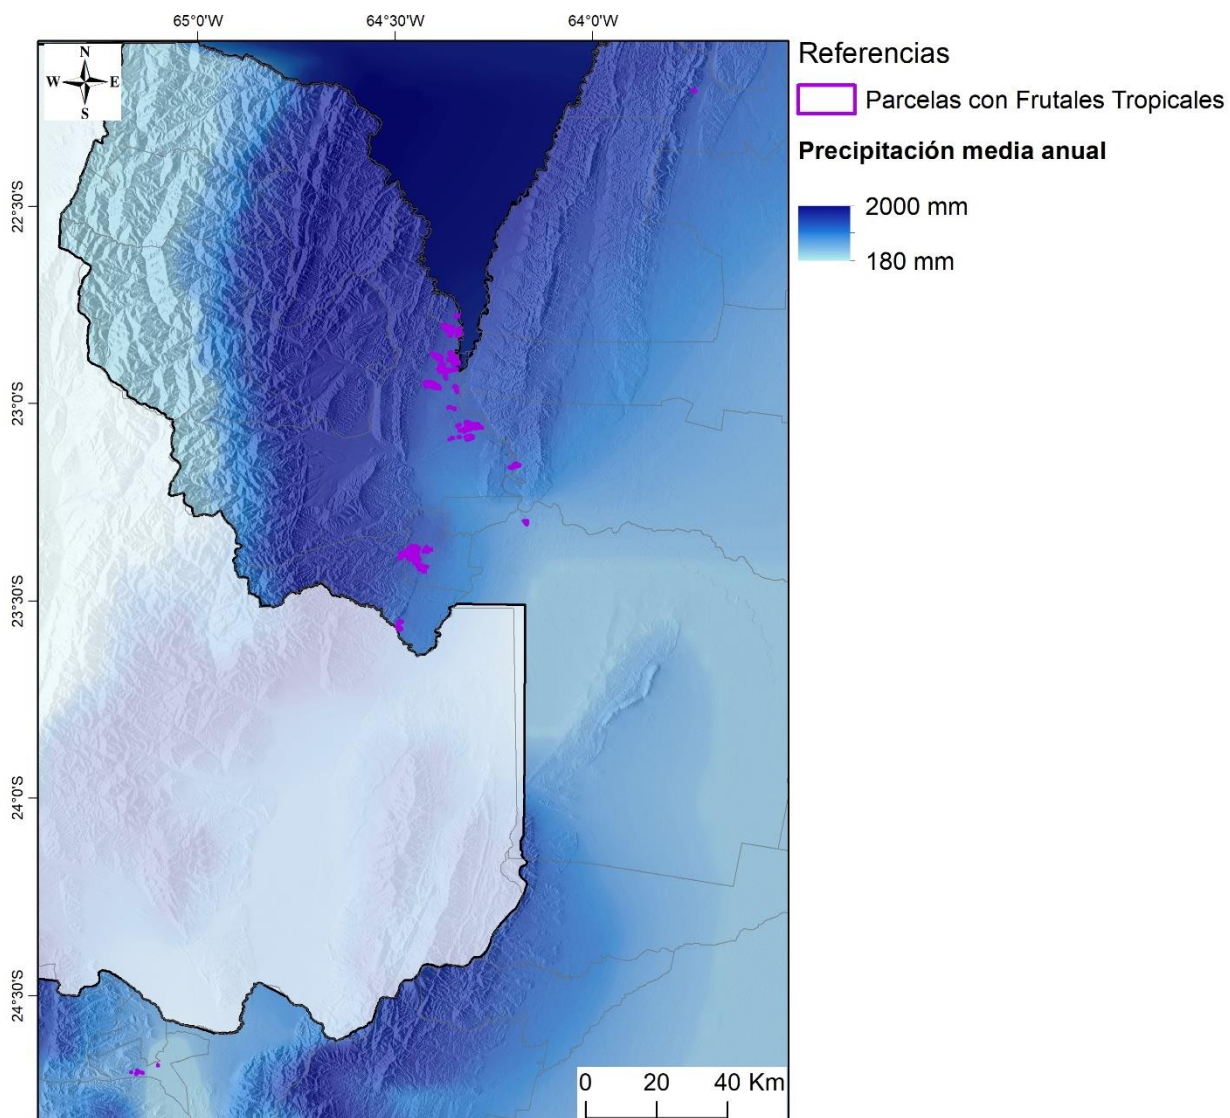 65°0'W 64°30'W 64°0'W
N
W E
S
22°30'S
23°0'S
23°30'S
24°0'S
24°30'S
0 20 40 Km
Referencias
Parcelas con Frutales Tropicales
Precipitación media anual
2000 mm
180 mm